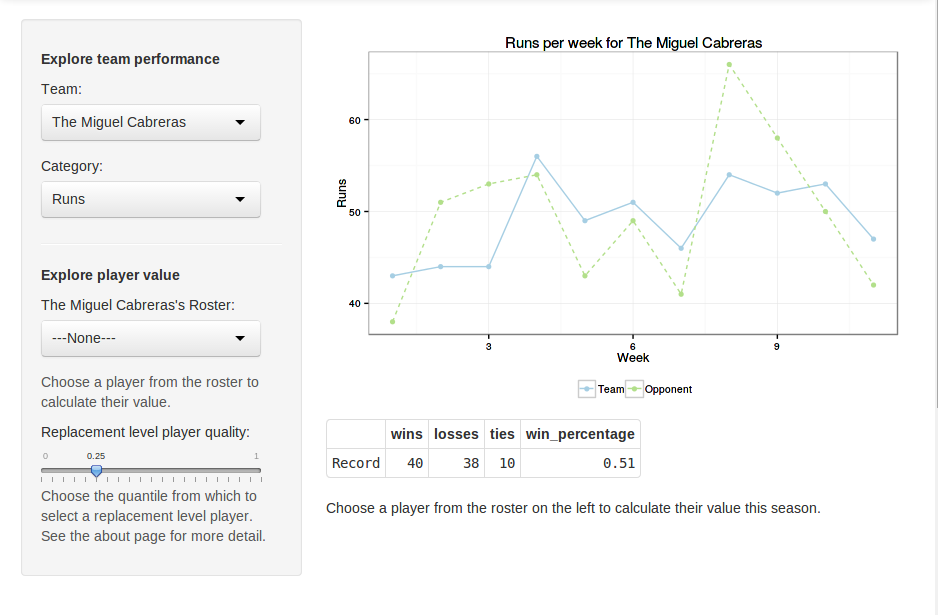 Explore team performance
Team:
The Miguel Cabreras
Category:
Runs
Explore player value
The Miguel Cabreras's Roster:
---None---
Choose a player from the roster to
calculate their value.
Replacement level player quality:
0 0.25 1
Choose the quantile from which to
select a replacement level player.
See the about page for more detail.
Runs per week for The Miguel Cabreras
Runs
60
50
40
3 6 9
Week
Team Opponent
wins losses ties win_percentage
Record 40 38 10 0.51
Choose a player from the roster on the left to calculate their value this season.